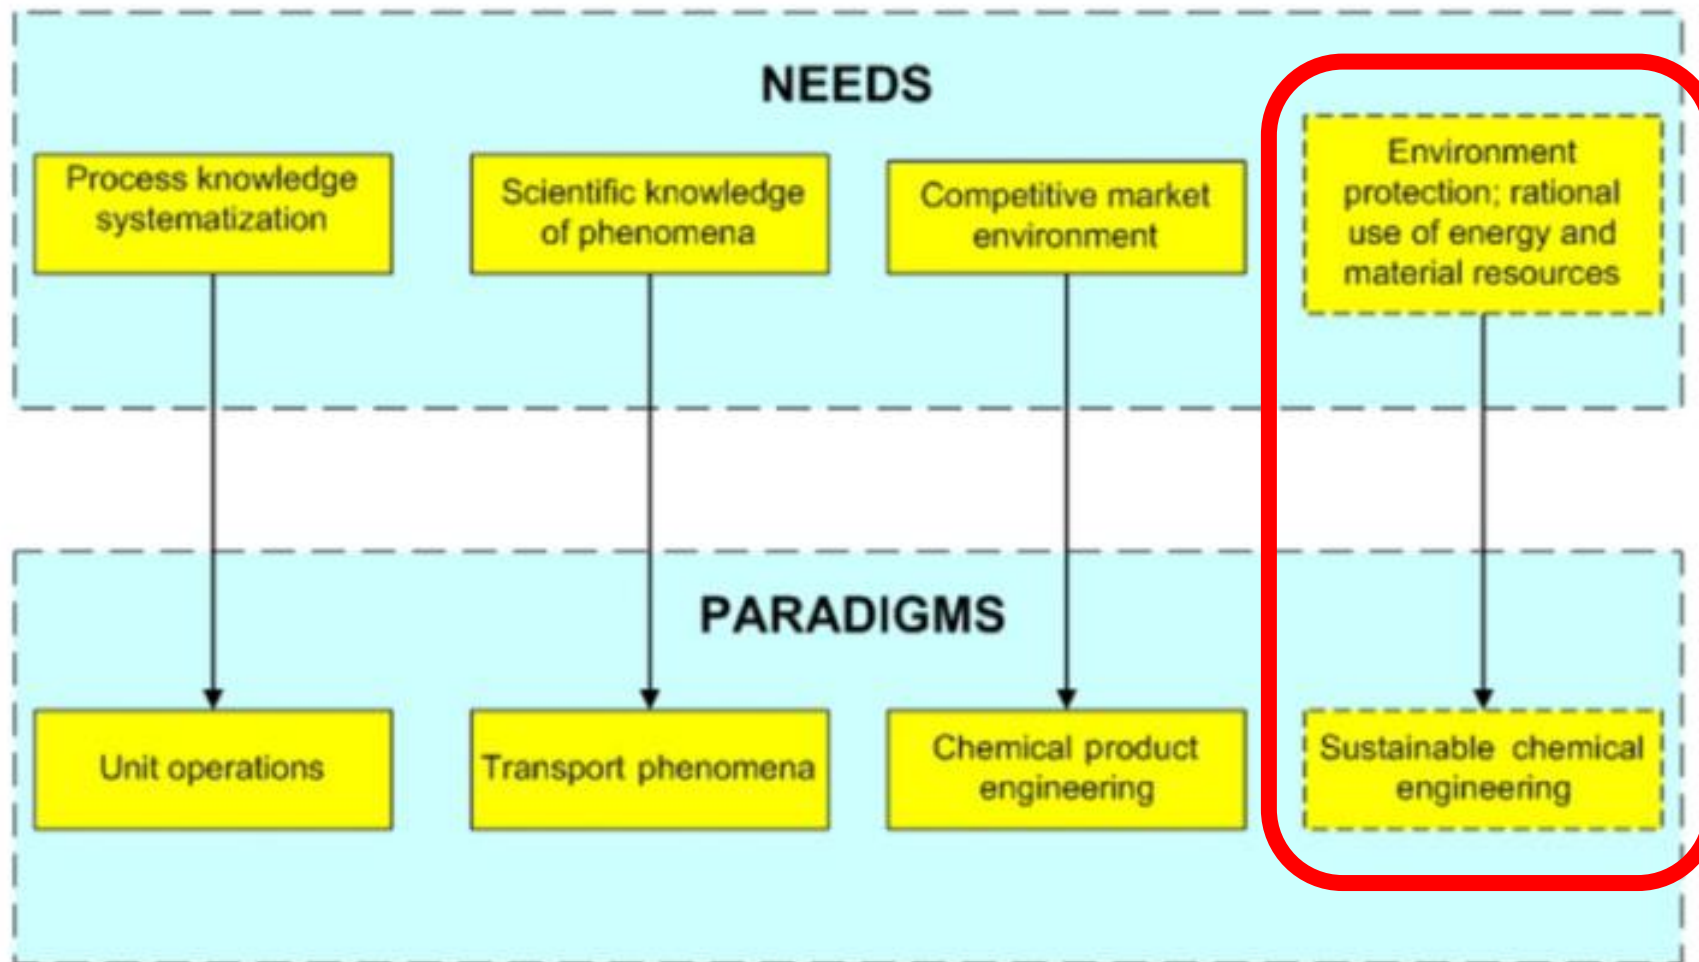 NEEDS
Process knowledge
systematization
Scientific knowledge
of phenomena
Competitive market
environment
Environment
protection; rational
use of energy and
material resources
PARADIGMS
Unit operations
Transport phenomena
Chemical product
engineering
Sustainable chemical
engineering